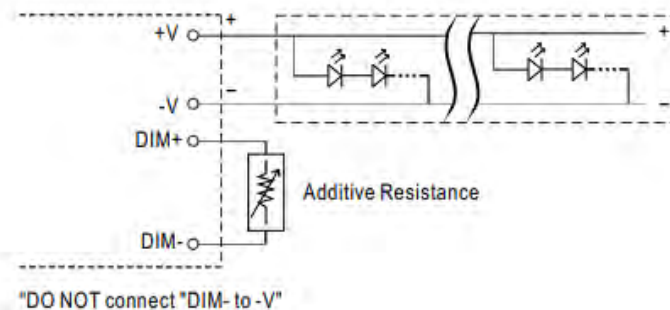 +V + +
-V - -
DIM+
Additive Resistance
DIM-
"DO NOT connect "DIM- to -V"